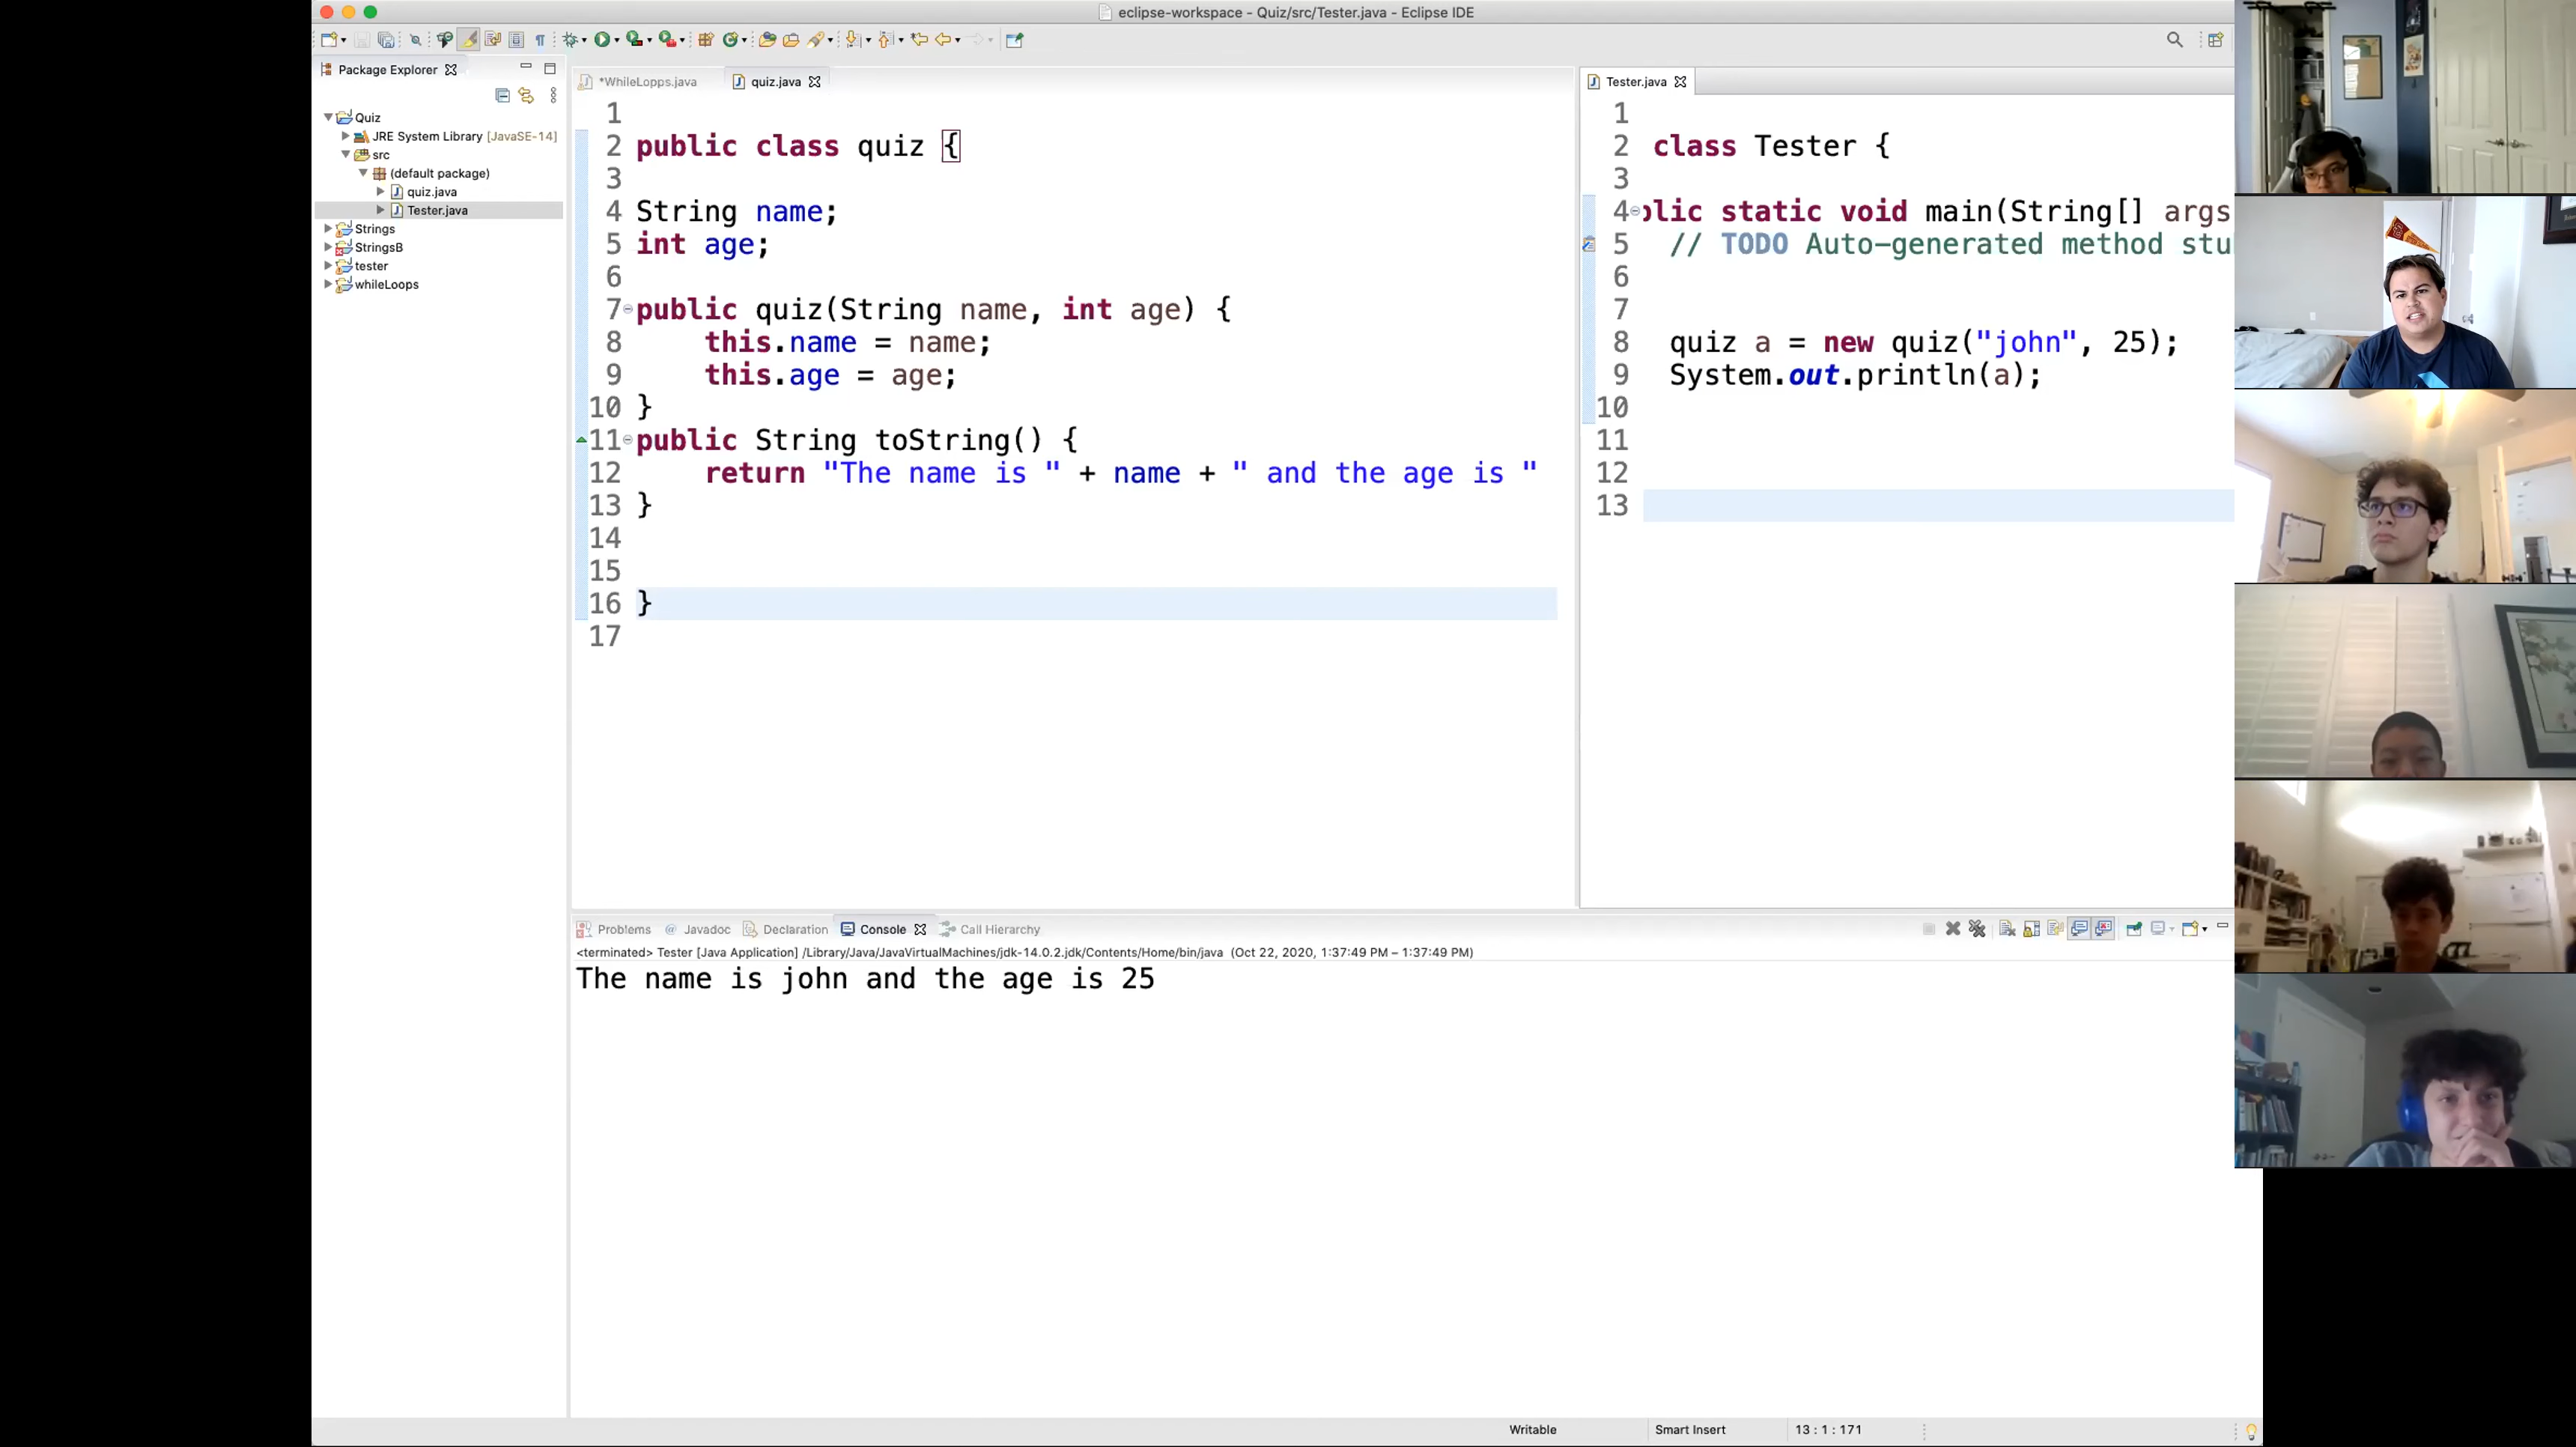 eclipse-workspace - Quiz/src/Tester.java - Eclipse IDE
Package Explorer
Quiz
JRE System Library [JavaSE-14]
src
(default package)
quiz.java
Tester.java
Strings
StringsB
tester
whileLoops
*WhileLopps.java
quiz.java
1
2 public class quiz {
3
4 String name;
5 int age;
6
7 public quiz(String name, int age) {
8 this.name = name;
9 this.age = age;
10 }
11 public String toString() {
12 return "The name is " + name + " and the age is "
13 }
14
15
16 }
17
Tester.java
1
2 class Tester {
3
4 blic static void main(String[] args
5 // TODO Auto-generated method stu
6
7
8 quiz a = new quiz("john", 25);
9 System.out.println(a);
10
11
12
13
Problems @ Javadoc Declaration Console Call Hierarchy
<terminated> Tester [Java Application] /Library/Java/JavaVirtualMachines/jdk-14.0.2.jdk/Contents/Home/bin/java (Oct 22, 2020, 1:37:49 PM – 1:37:49 PM)
The name is john and the age is 25
Writable Smart Insert 13 : 1 : 171